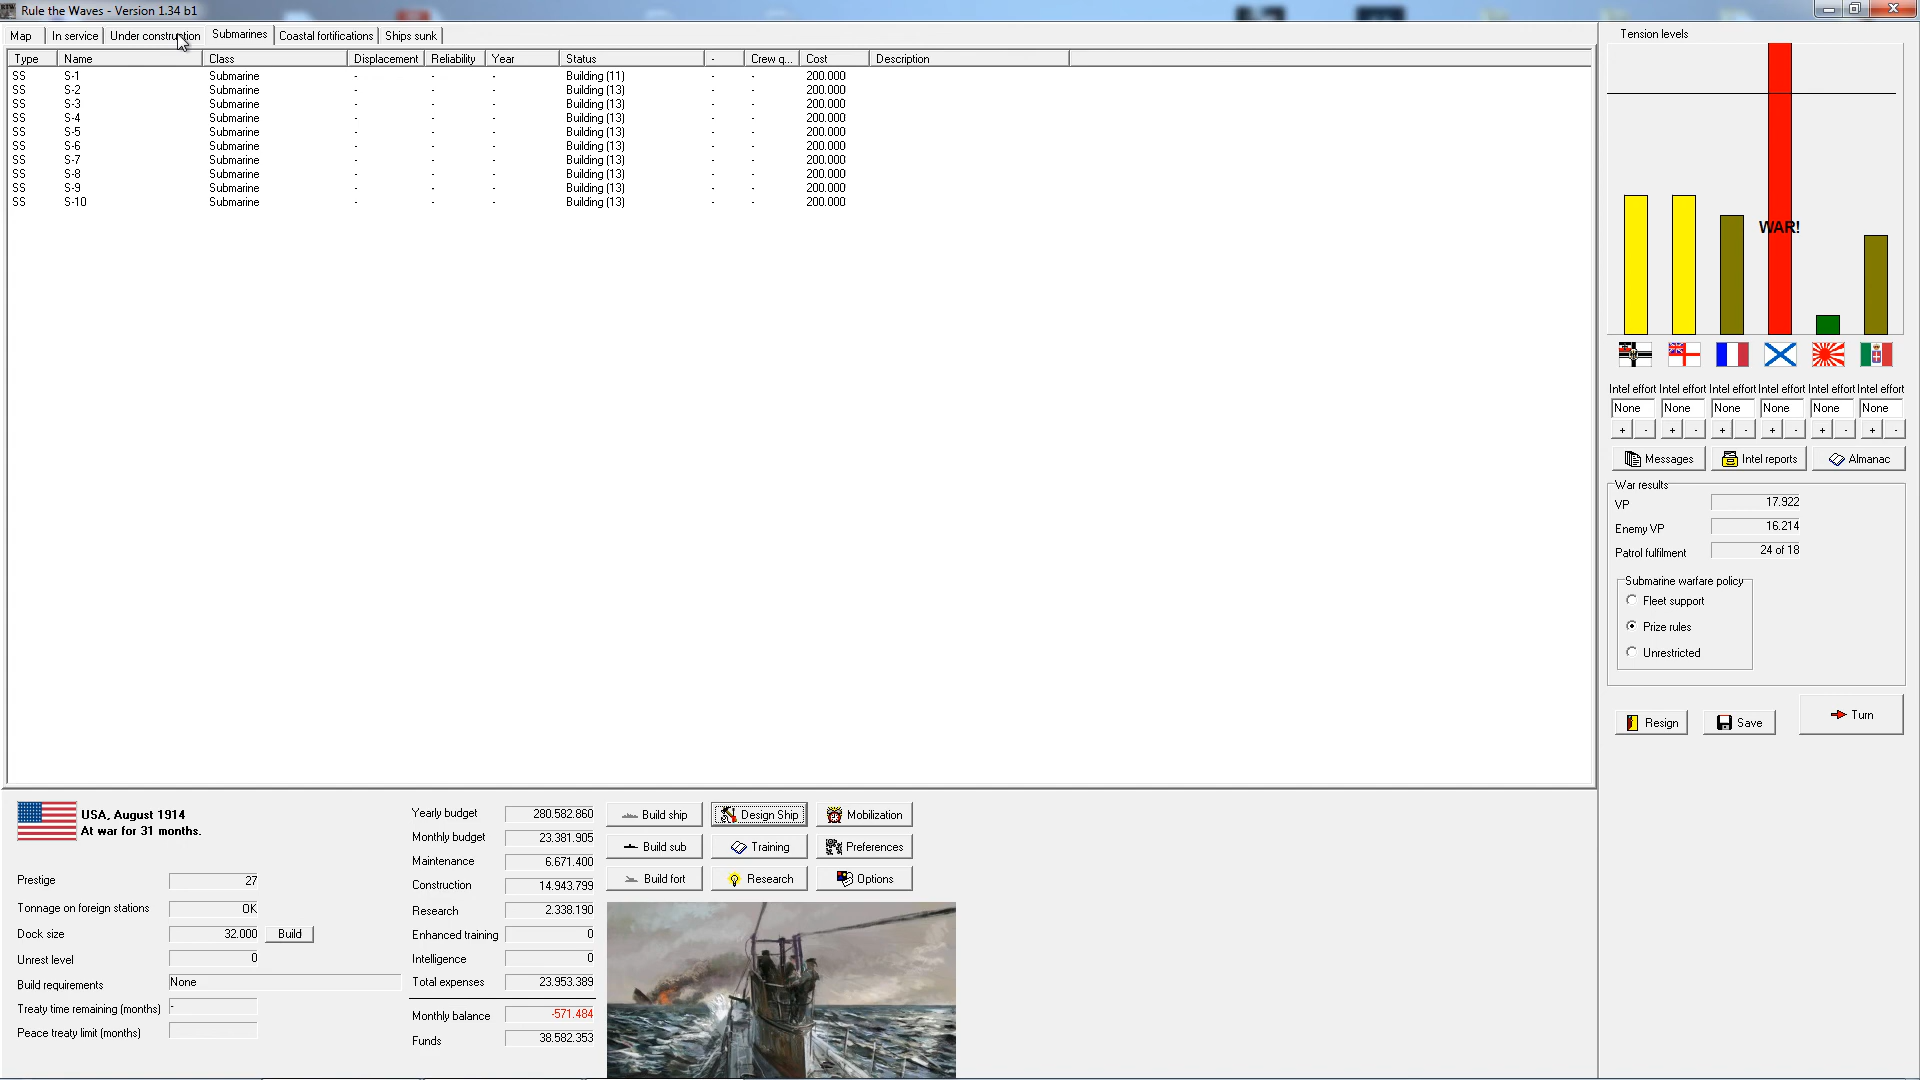 Rule the Waves - Version 1.34 b1
Map In service Under construction Submarines Coastal fortifications Ships sunk
Type Name Class Displacement Reliability Year Status - Crew q... Cost Description
SS S-1 Submarine - - - Building (11) - - 200.000
SS S-2 Submarine - - - Building (13) - - 200.000
SS S-3 Submarine - - - Building (13) - - 200.000
SS S-4 Submarine - - - Building (13) - - 200.000
SS S-5 Submarine - - - Building (13) - - 200.000
SS S-6 Submarine - - - Building (13) - - 200.000
SS S-7 Submarine - - - Building (13) - - 200.000
SS S-8 Submarine - - - Building (13) - - 200.000
SS S-9 Submarine - - - Building (13) - - 200.000
SS S-10 Submarine - - - Building (13) - - 200.000
Tension levels
WAR!
Intel effort Intel effort Intel effort Intel effort Intel effort Intel effort
None None None None None None
+ - + - + - + - + - + -
Messages Intel reports Almanac
War results
VP 17.922
Enemy VP 16.214
Patrol fulfilment 24 of 18
Submarine warfare policy
Fleet support
Prize rules
Unrestricted
Resign Save Turn
USA, August 1914
At war for 31 months.
Prestige 27
Tonnage on foreign stations OK
Dock size 32.000 Build
Unrest level 0
Build requirements None
Treaty time remaining (months) -
Peace treaty limit (months)
Yearly budget 280.582.860
Monthly budget 23.381.905
Maintenance 6.671.400
Construction 14.943.799
Research 2.338.190
Enhanced training 0
Intelligence 0
Total expenses 23.953.389
Monthly balance -571.484
Funds 38.582.353
Build ship Design Ship Mobilization
Build sub Training Preferences
Build fort Research Options